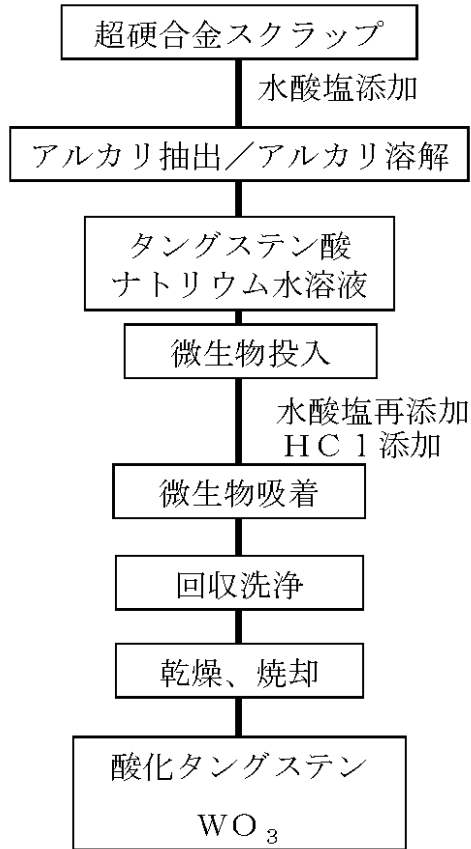 超硬合金スクラップ
水酸塩添加
アルカリ抽出／アルカリ溶解
タングステン酸
ナトリウム水溶液
微生物投入
水酸塩再添加
ＨＣｌ添加
微生物吸着
回収洗浄
乾燥、焼却
酸化タングステン
ＷＯ₃